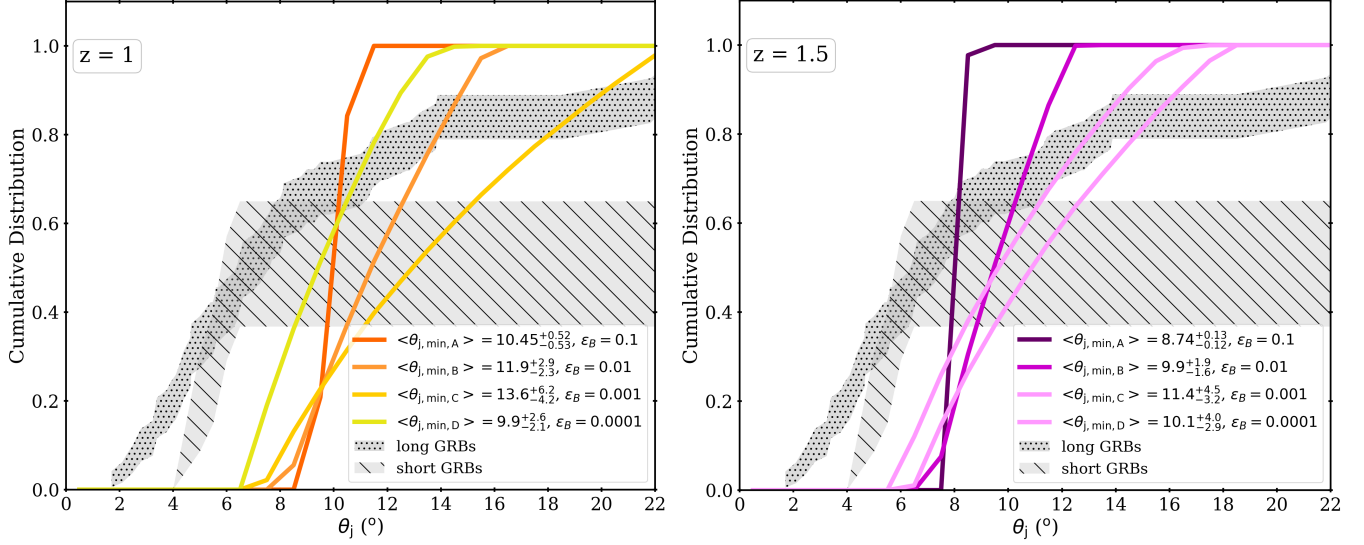 z = 1
Cumulative Distribution
1.0
0.8
0.6
0.4
0.2
0.0
<θj,min,A> = 10.45 +0.52 −0.53, εB = 0.1
<θj,min,B> = 11.9 +2.9 −2.3, εB = 0.01
<θj,min,C> = 13.6 +6.2 −4.2, εB = 0.001
<θj,min,D> = 9.9 +2.6 −2.1, εB = 0.0001
long GRBs
short GRBs
2 4 6 8 10 12 14 16 18 20 22
θj (o)
z = 1.5
Cumulative Distribution
1.0
0.8
0.6
0.4
0.2
0.0
<θj,min,A> = 8.74 +0.13 −0.12, εB = 0.1
<θj,min,B> = 9.9 +1.9 −1.6, εB = 0.01
<θj,min,C> = 11.4 +4.5 −3.2, εB = 0.001
<θj,min,D> = 10.1 +4.0 −2.9, εB = 0.0001
long GRBs
short GRBs
2 4 6 8 10 12 14 16 18 20 22
θj (o)